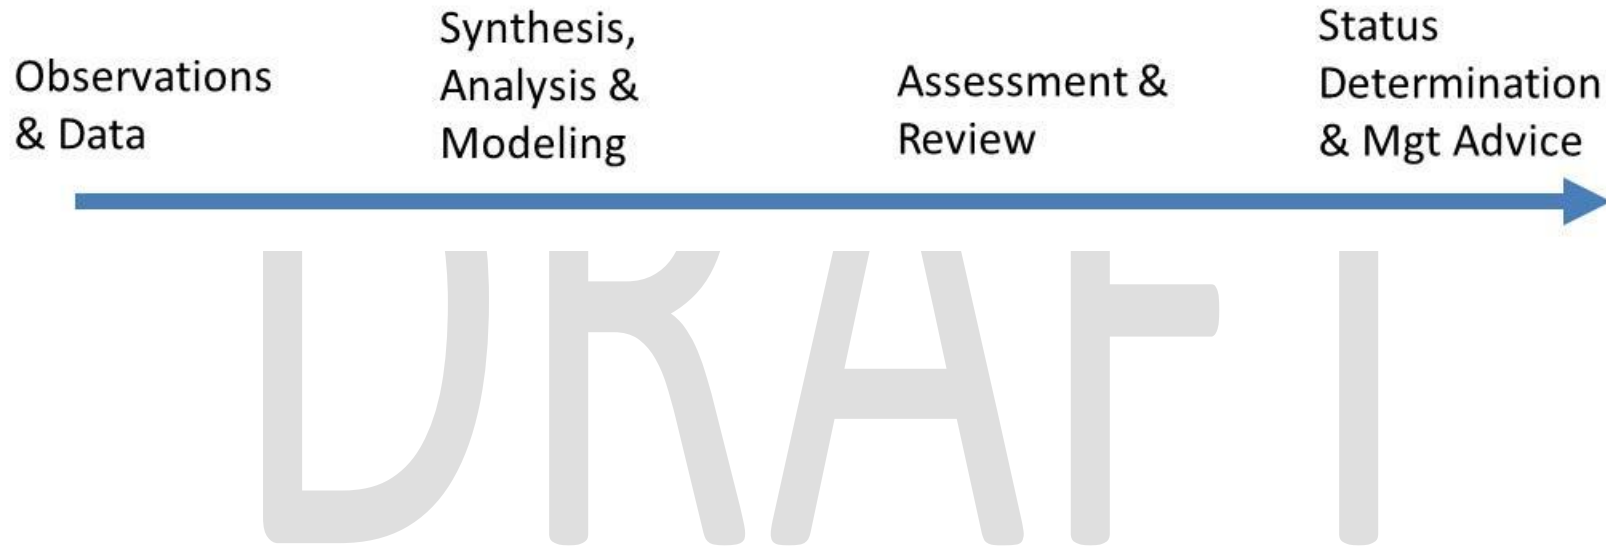 Observations
& Data
Synthesis,
Analysis &
Modeling
Assessment &
Review
Status
Determination
& Mgt Advice
DRAFT